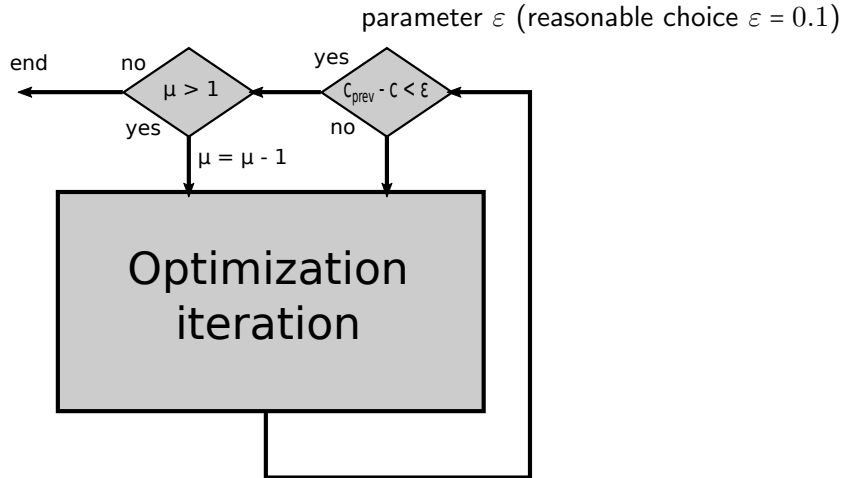 parameter ε (reasonable choice ε = 0.1)
end
no
yes
μ > 1
C_prev - C < ε
yes
no
μ = μ - 1
Optimization
iteration